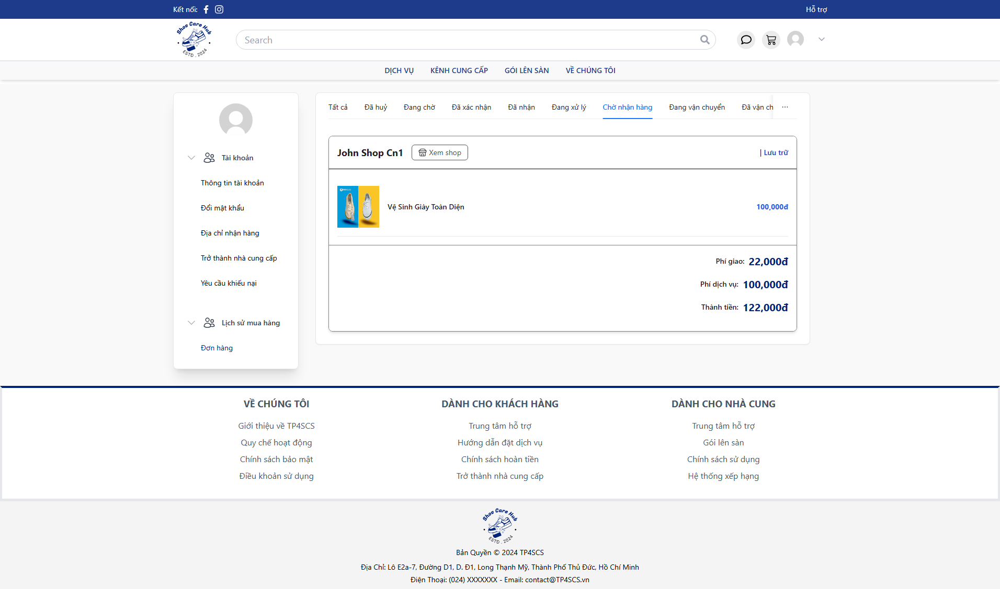 Kết nối:
Hỗ trợ
Shoe Care Hub
ESTD . 2024
Search
DỊCH VỤ
KÊNH CUNG CẤP
GÓI LÊN SÀN
VỀ CHÚNG TÔI
Tài khoản
Thông tin tài khoản
Đổi mật khẩu
Địa chỉ nhận hàng
Trở thành nhà cung cấp
Yêu cầu khiếu nại
Lịch sử mua hàng
Đơn hàng
Tất cả
Đã huỷ
Đang chờ
Đã xác nhận
Đã nhận
Đang xử lý
Chờ nhận hàng
Đang vận chuyển
Đã vận ch
···
John Shop Cn1
Xem shop
| Lưu trữ
Vệ Sinh Giày Toàn Diện
100,000đ
Phí giao: 22,000đ
Phí dịch vụ: 100,000đ
Thành tiền: 122,000đ
VỀ CHÚNG TÔI
Giới thiệu về TP4SCS
Quy chế hoạt động
Chính sách bảo mật
Điều khoản sử dụng
DÀNH CHO KHÁCH HÀNG
Trung tâm hỗ trợ
Hướng dẫn đặt dịch vụ
Chính sách hoàn tiền
Trở thành nhà cung cấp
DÀNH CHO NHÀ CUNG
Trung tâm hỗ trợ
Gói lên sàn
Chính sách sử dụng
Hệ thống xếp hạng
Shoe Care Hub
ESTD . 2024
Bản Quyền © 2024 TP4SCS
Địa Chỉ: Lô E2a-7, Đường D1, D. Đ1, Long Thạnh Mỹ, Thành Phố Thủ Đức, Hồ Chí Minh
Điện Thoại: (024) XXXXXXX - Email: contact@TP4SCS.vn